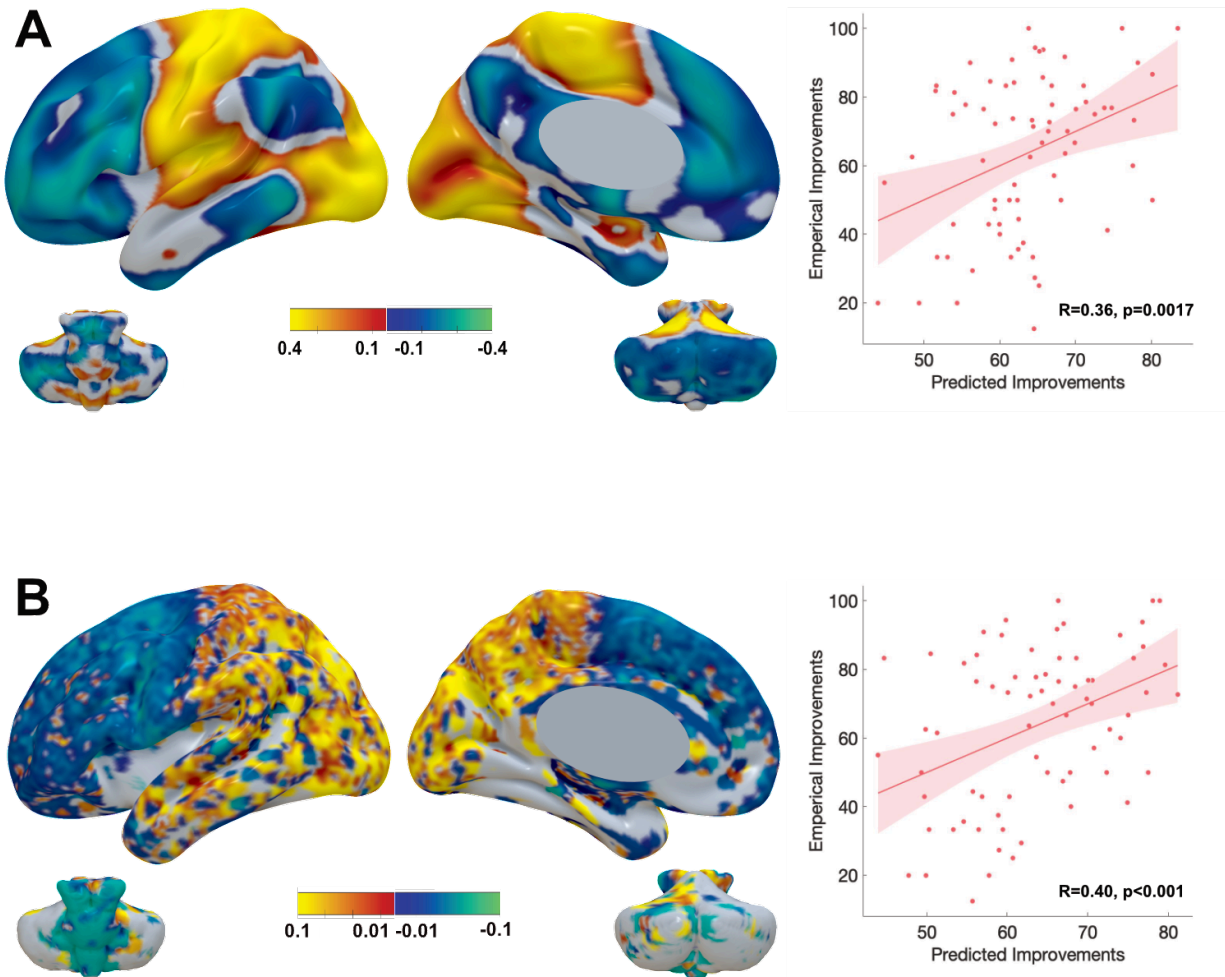 A
0.4 0.1 -0.1 -0.4
Emperical Improvements
100
80
60
40
20
R=0.36, p=0.0017
50 60 70 80
Predicted Improvements
B
0.1 0.01 -0.01 -0.1
Emperical Improvements
100
80
60
40
20
R=0.40, p<0.001
50 60 70 80
Predicted Improvements